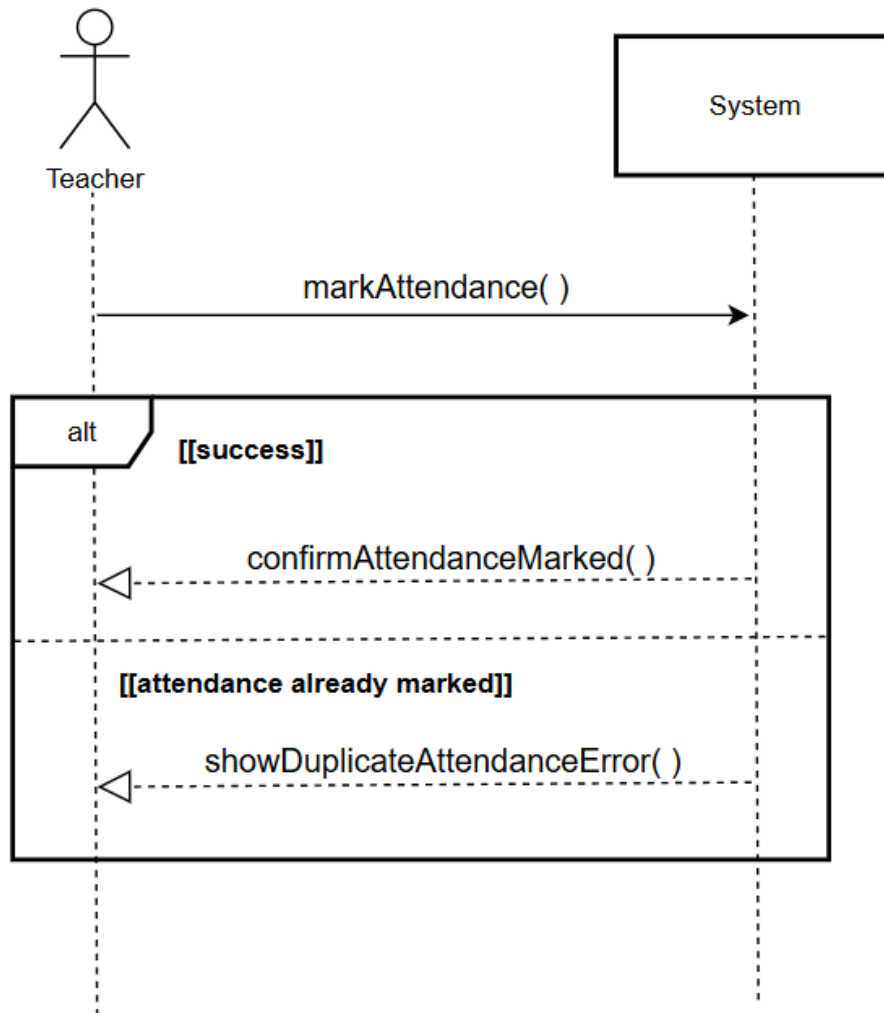 Teacher
System
markAttendance( )
alt
[[success]]
confirmAttendanceMarked( )
[[attendance already marked]]
showDuplicateAttendanceError( )